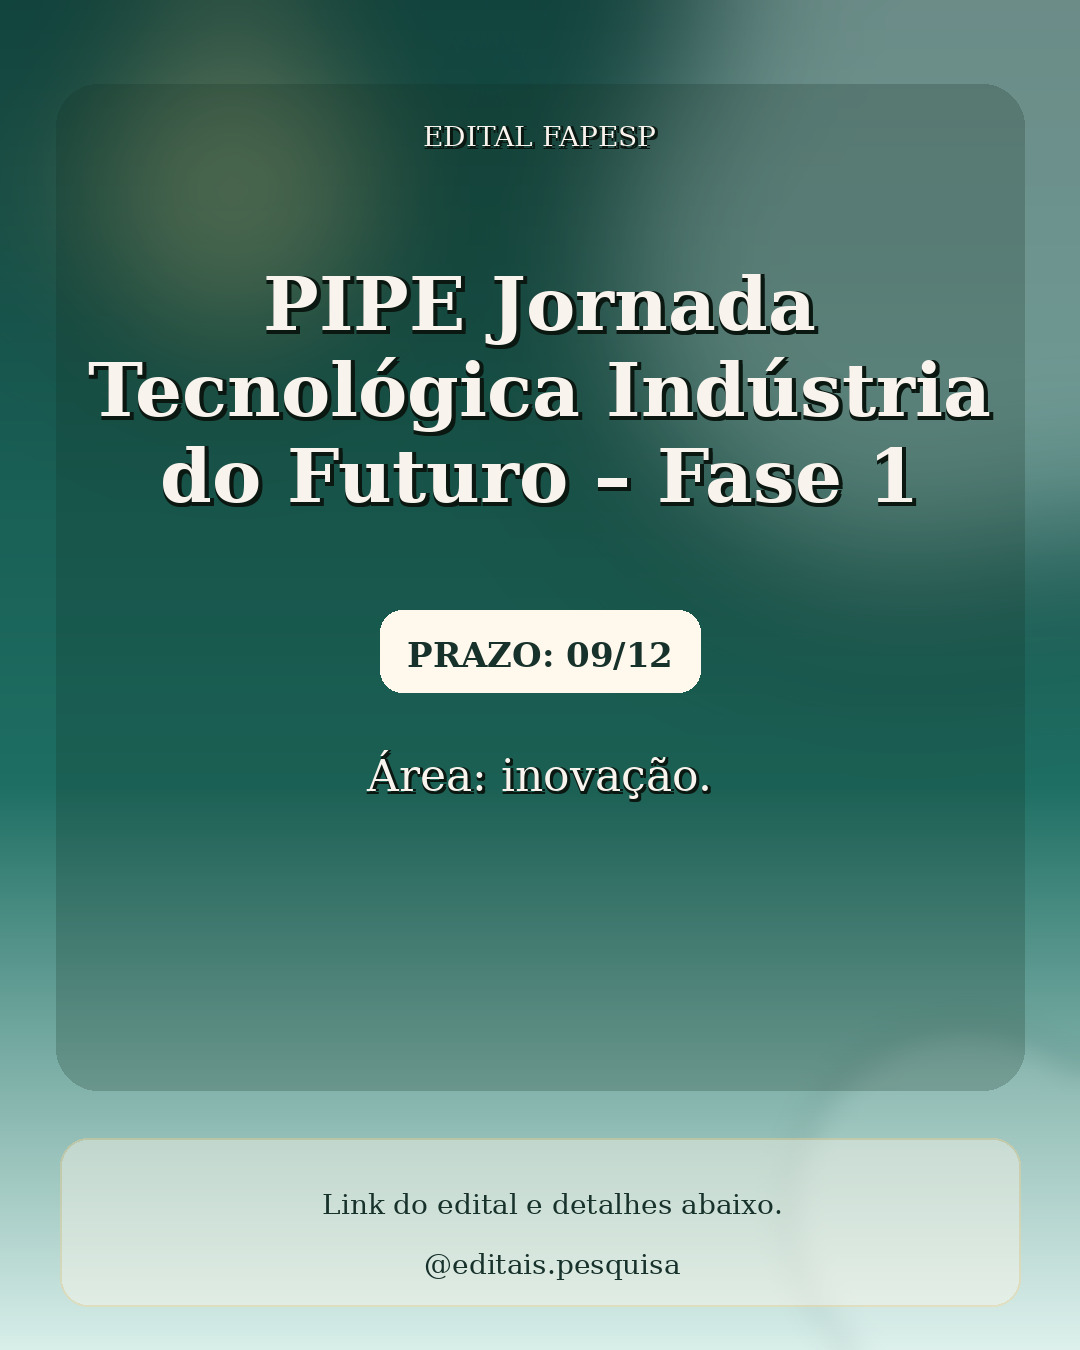 EDITAL FAPESP
PIPE Jornada
Tecnológica Indústria
do Futuro – Fase 1
PRAZO: 09/12
Área: inovação.
Link do edital e detalhes abaixo.
@editais.pesquisa